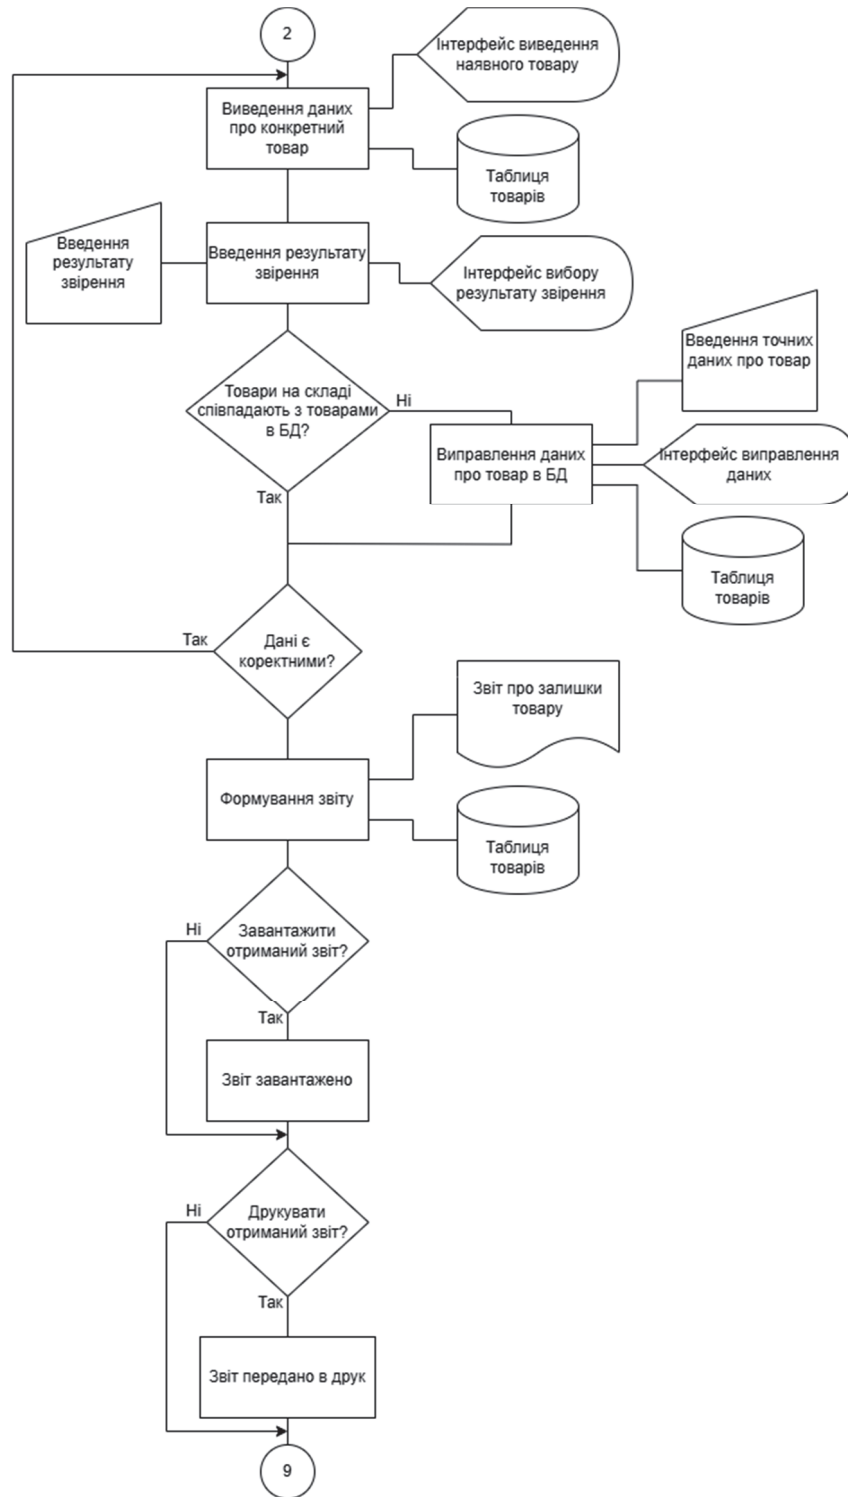 2
Інтерфейс виведення
наявного товару
Виведення даних
про конкретний
товар
Таблиця
товарів
Введення
результату
звірення
Введення результату
звірення
Інтерфейс вибору
результату звірення
Введення точних
даних про товар
Товари на складі
співпадають з товарами
в БД?
Ні
Виправлення даних
про товар в БД
Інтерфейс виправлення
даних
Так
Таблиця
товарів
Так
Дані є
коректними?
Звіт про залишки
товару
Формування звіту
Таблиця
товарів
Ні
Завантажити
отриманий звіт?
Так
Звіт завантажено
Ні
Друкувати
отриманий звіт?
Так
Звіт передано в друк
9